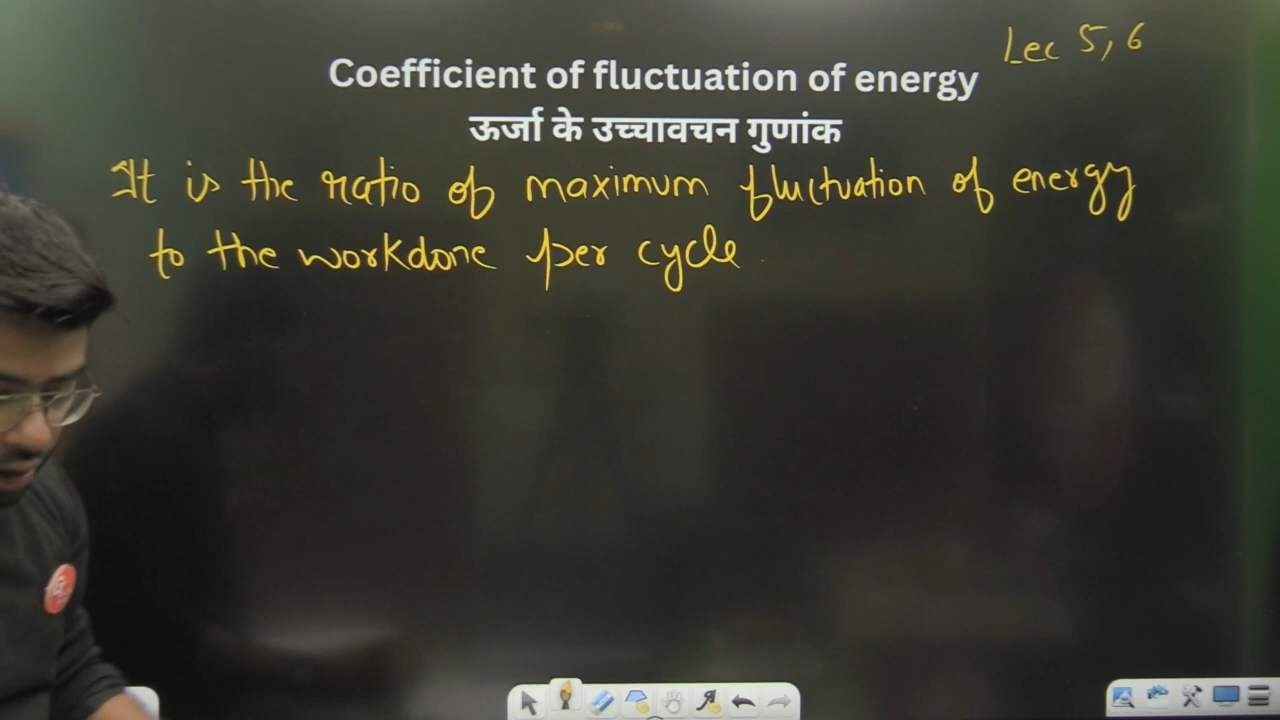 Lec 5, 6
Coefficient of fluctuation of energy
ऊर्जा के उच्चावचन गुणांक
It is the ratio of maximum fluctuation of energy
to the workdone per cycle